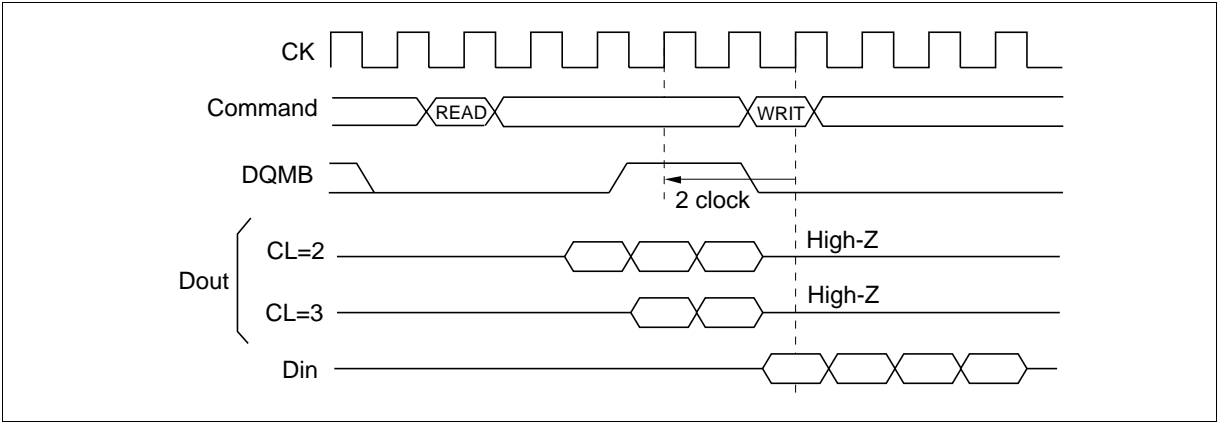 CK
Command
READ
WRIT
DQMB
2 clock
CL=2
High-Z
Dout
CL=3
High-Z
Din